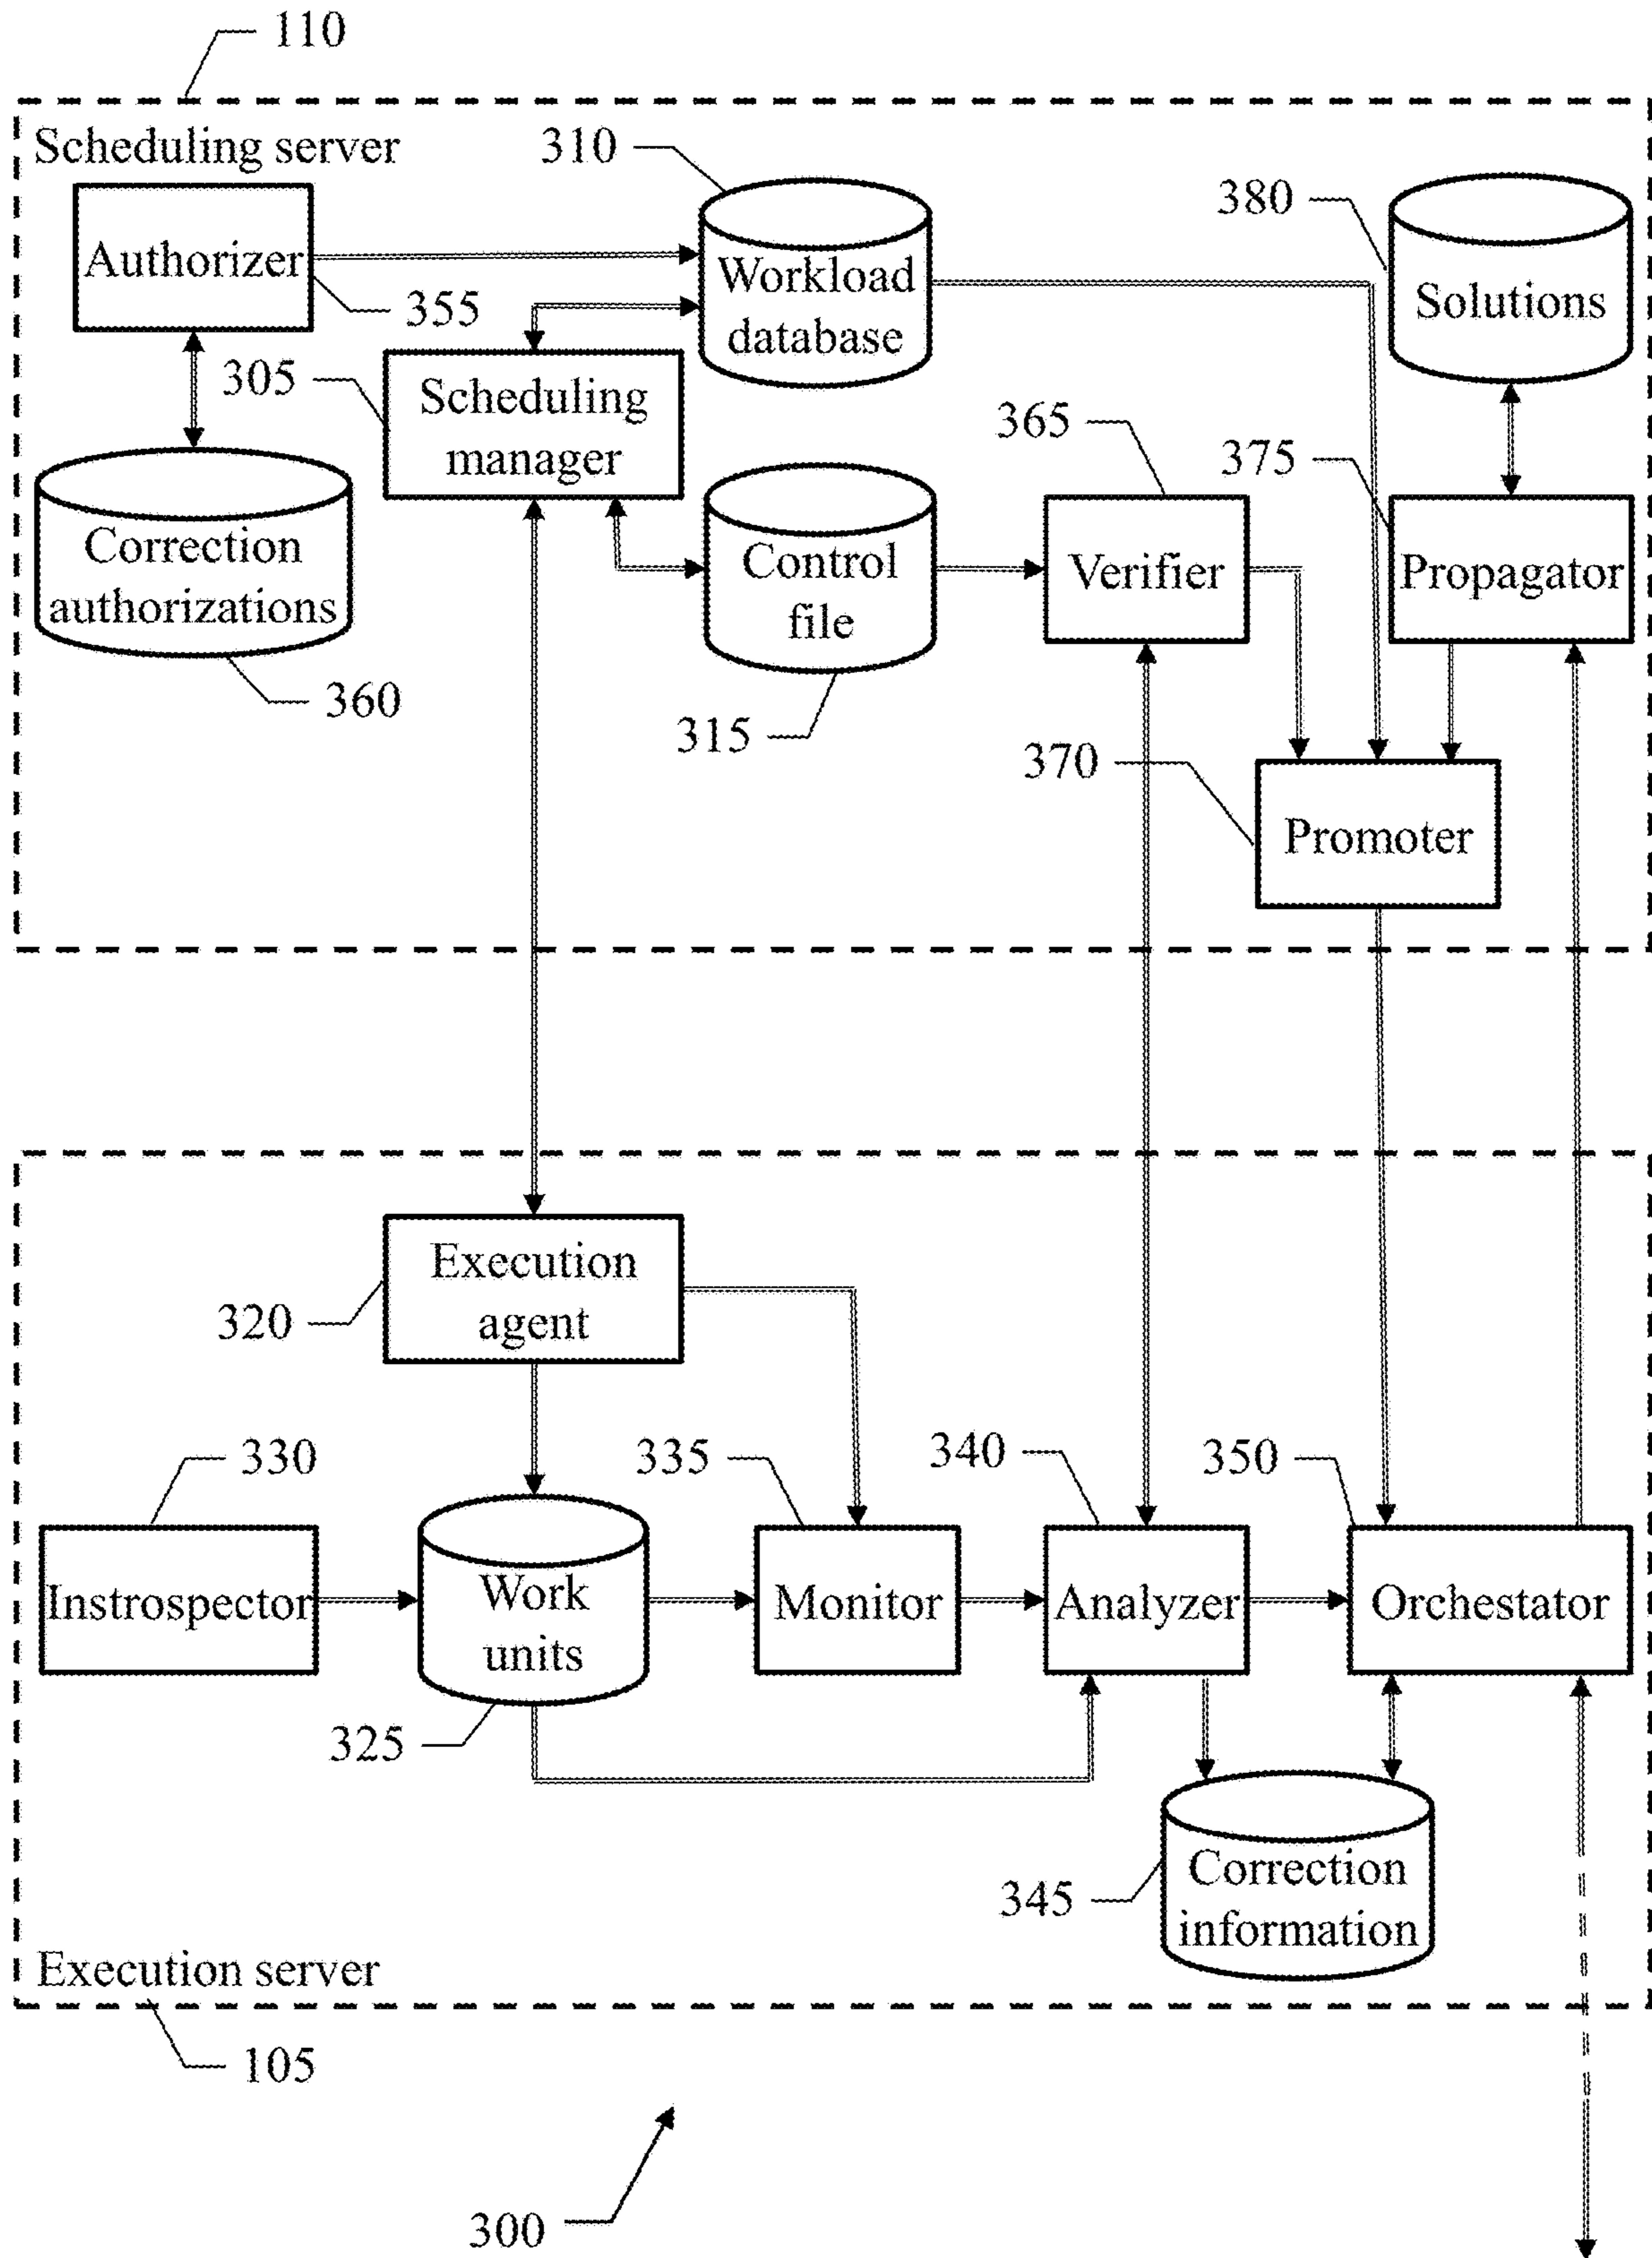 110
Scheduling server
310
380
Authorizer
Workload
database
Solutions
355
305
Scheduling
manager
365
375
Correction
authorizations
Control
file
Verifier
Propagator
360
315
370
Promoter
Execution
agent
320
330
335
340
350
Instrospector
Work
units
Monitor
Analyzer
Orchestator
325
Correction
information
345
Execution server
105
300